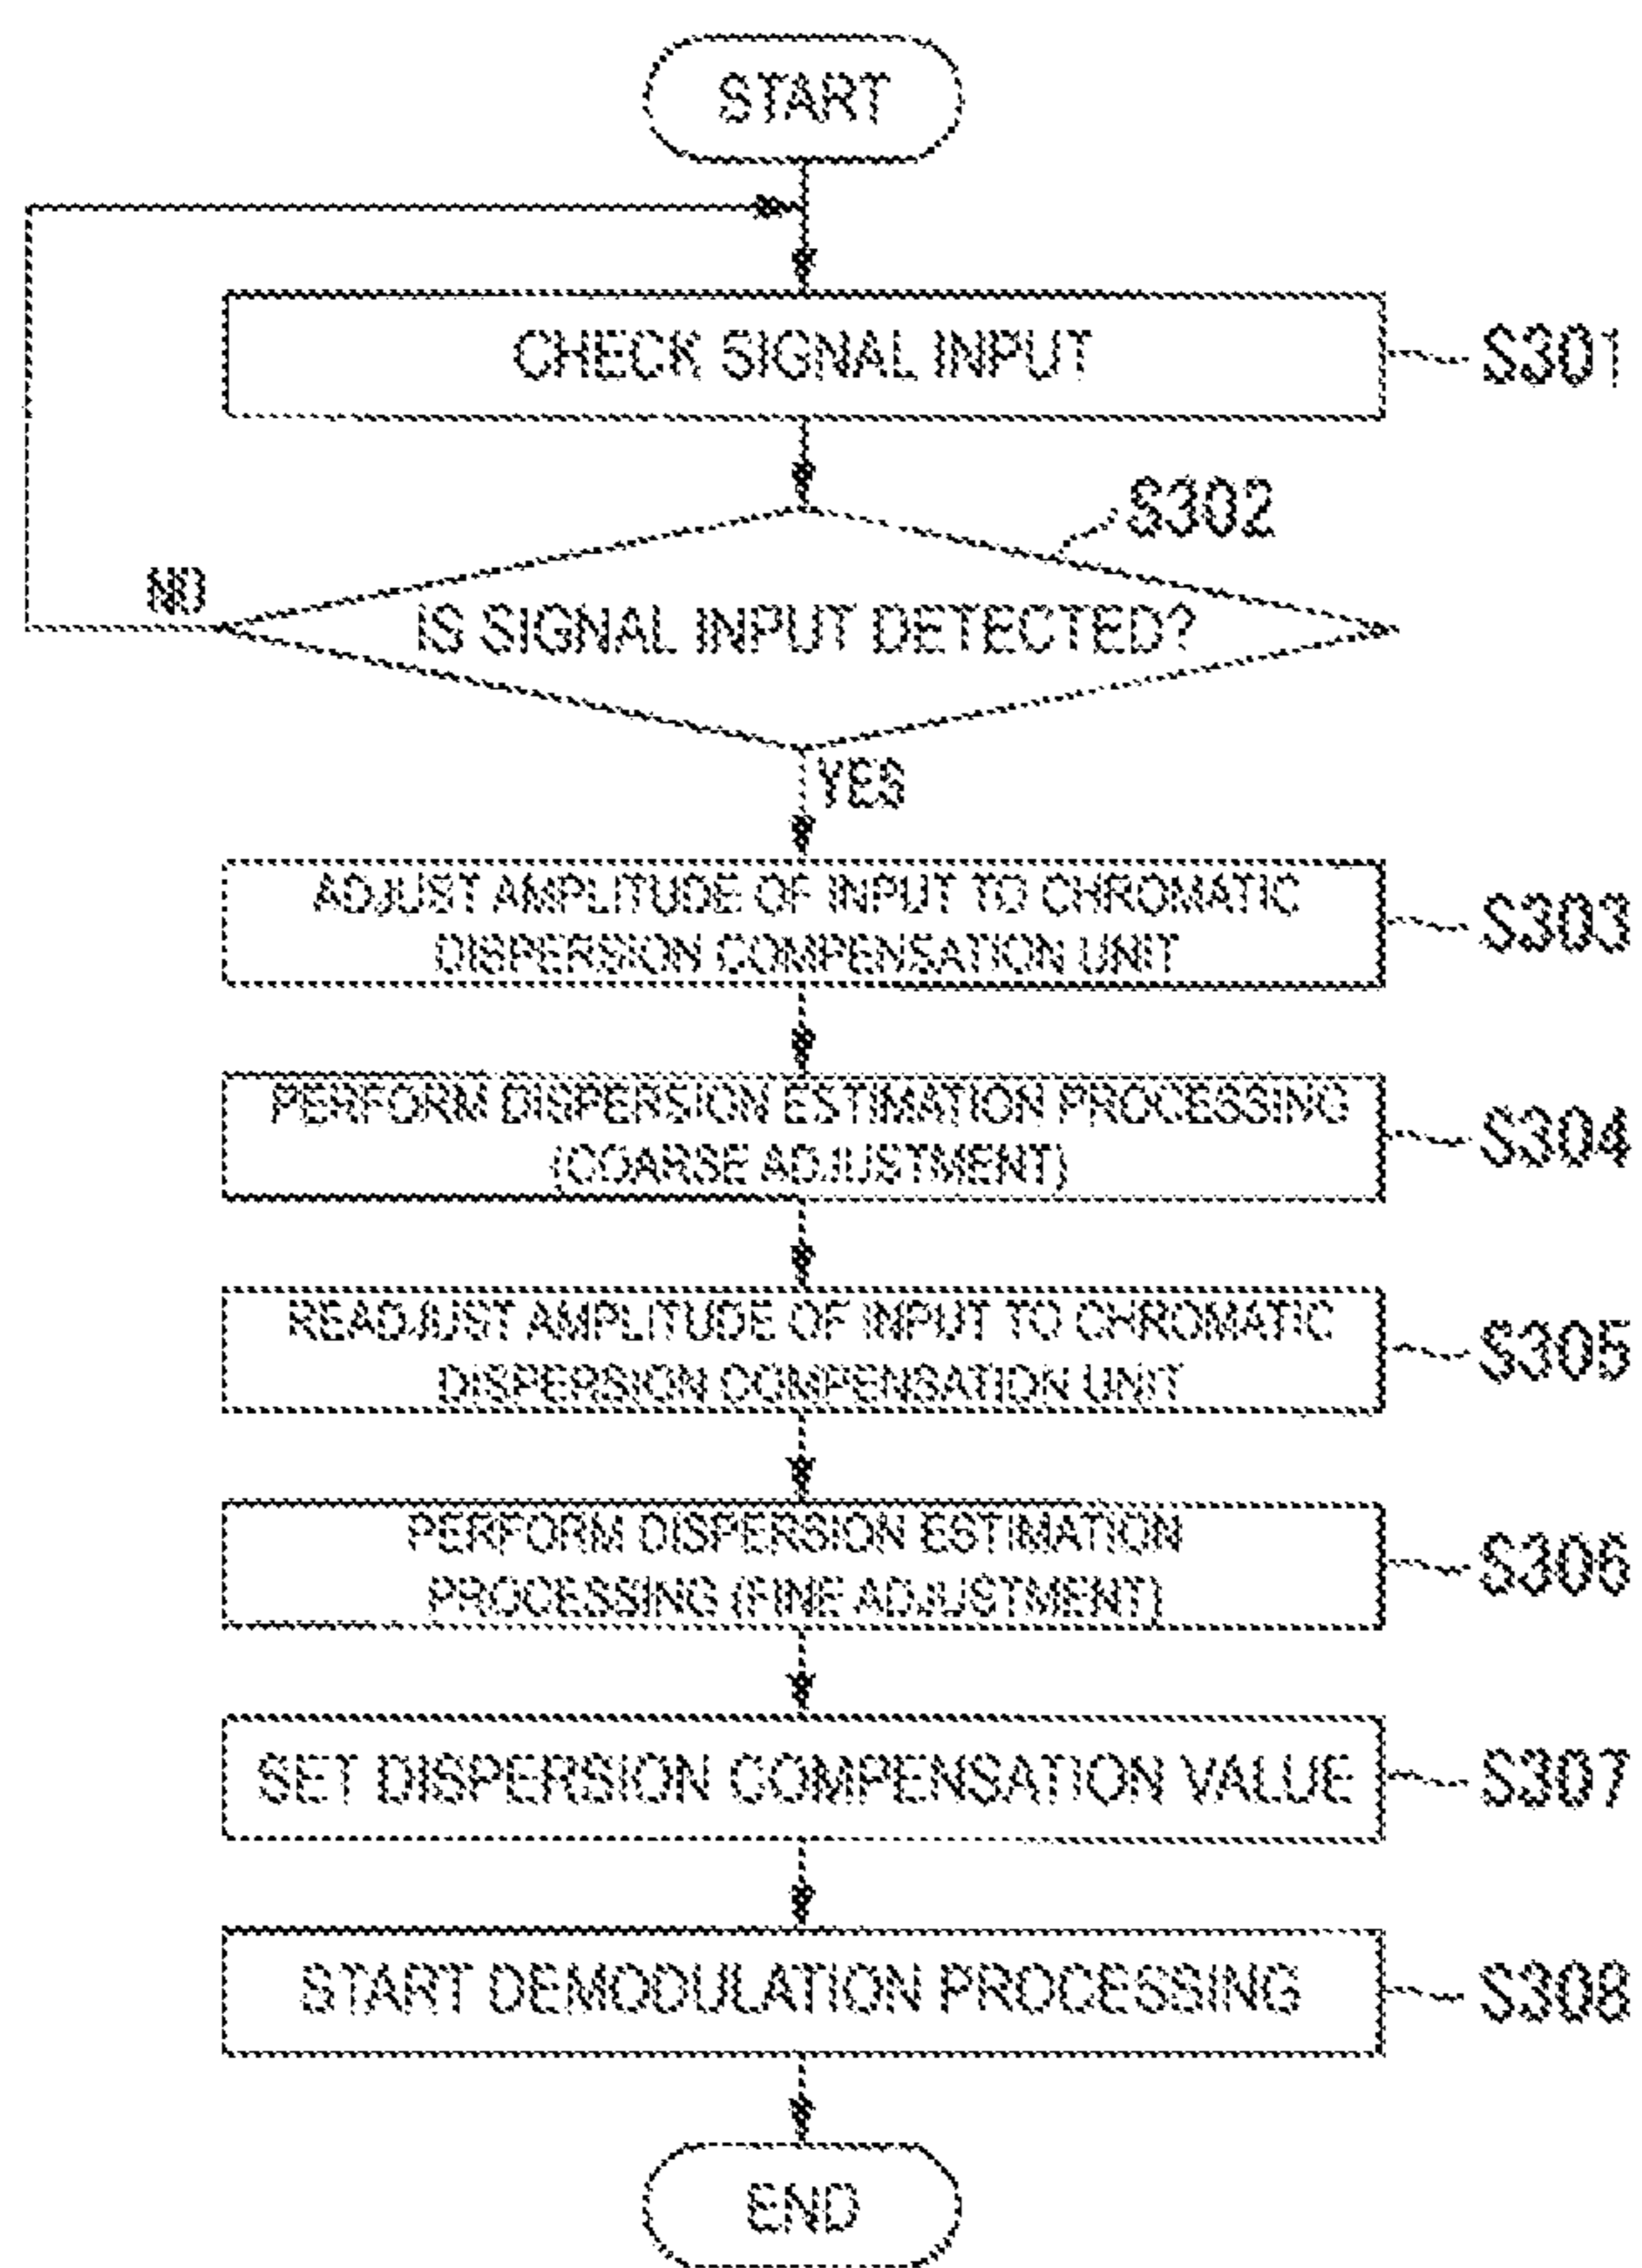 START
CHECK SIGNAL INPUT
S301
S302
NO
IS SIGNAL INPUT DETECTED?
YES
ADJUST AMPLITUDE OF INPUT TO CHROMATIC
DISPERSION COMPENSATION UNIT
S303
PERFORM DISPERSION ESTIMATION PROCESSING
(COARSE ADJUSTMENT)
S304
READJUST AMPLITUDE OF INPUT TO CHROMATIC
DISPERSION COMPENSATION UNIT
S305
PERFORM DISPERSION ESTIMATION
PROCESSING (FINE ADJUSTMENT)
S306
SET DISPERSION COMPENSATION VALUE
S307
START DEMODULATION PROCESSING
S308
END